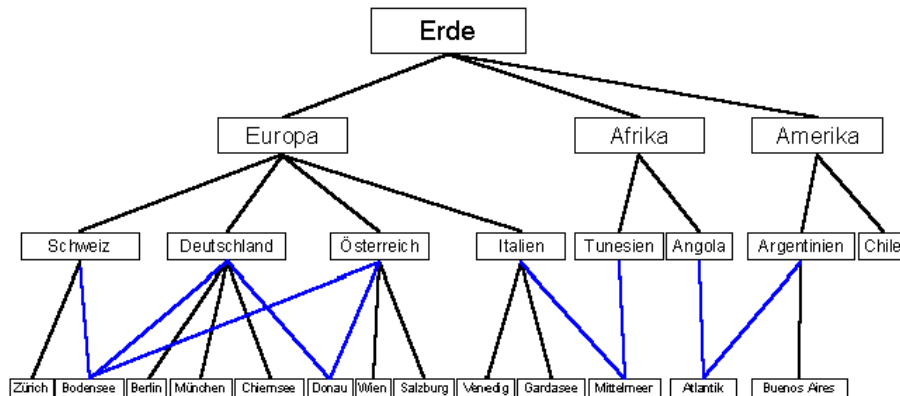 Erde
Europa Afrika Amerika
Schweiz Deutschland Österreich Italien Tunesien Angola Argentinien Chile
Zürich Bodensee Berlin München Chiemsee Donau Wien Salzburg Venedig Gardasee Mittelmeer Atlantik Buenos Aires